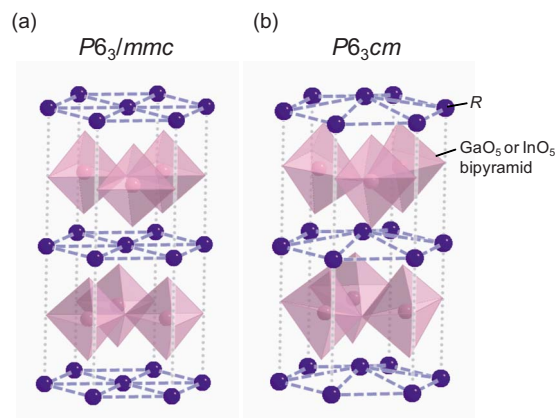 (a)
P6₃/mmc
(b)
P6₃cm
R
GaO₅ or InO₅
bipyramid